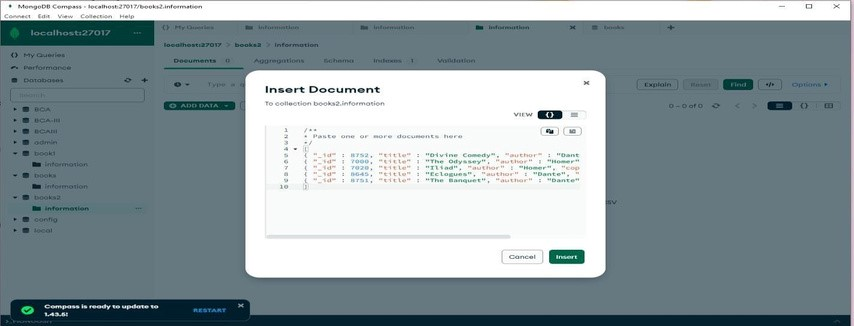 MongoDB Compass - localhost:27017/books2.information
Connect Edit View Collection Help
localhost:27017
My Queries
Performance
Databases
Search
BCA
BCA-III
BCAIII
admin
book1
information
books
information
books2
information
config
local
My Queries information information information books
localhost:27017 > books2 > information
Documents 0 Aggregations Schema Indexes 1 Validation
Type a Explain Reset Find </> Options
ADD DATA 0 – 0 of 0
Insert Document
To collection books2.information
VIEW {}
1 /**
2 * Paste one or more documents here
3 */
4 [
5 { "_id" : 8752, "title" : "Divine Comedy", "author" : "Dant
6 { "_id" : 7000, "title" : "The Odyssey", "author" : "Homer"
7 { "_id" : 7020, "title" : "Iliad", "author" : "Homer", "cop
8 { "_id" : 8645, "title" : "Eclogues", "author" : "Dante", "
9 { "_id" : 8751, "title" : "The Banquet", "author" : "Dante"
10 ]
SV
Cancel Insert
Compass is ready to update to
1.43.5!
RESTART